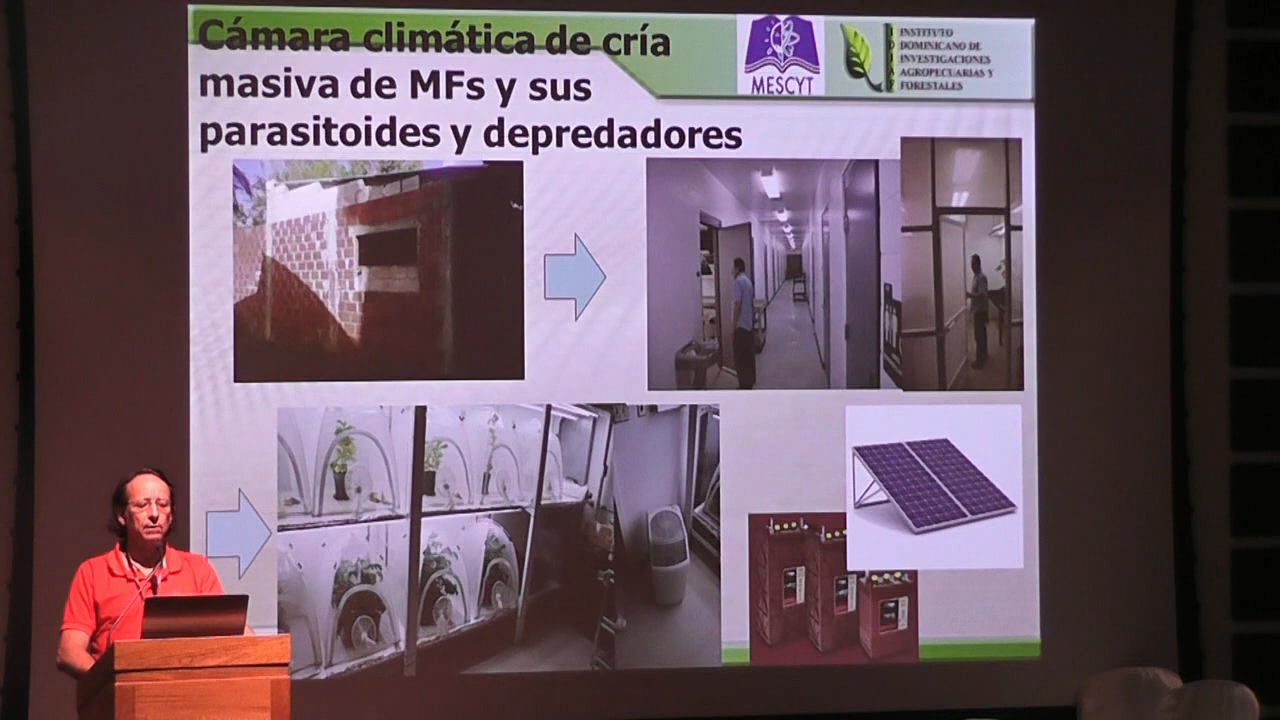 Cámara climática de cría
masiva de MFs y sus
parasitoides y depredadores
MESCYT
INSTITUTO
DOMINICANO DE
INVESTIGACIONES
AGROPECUARIAS Y
FORESTALES